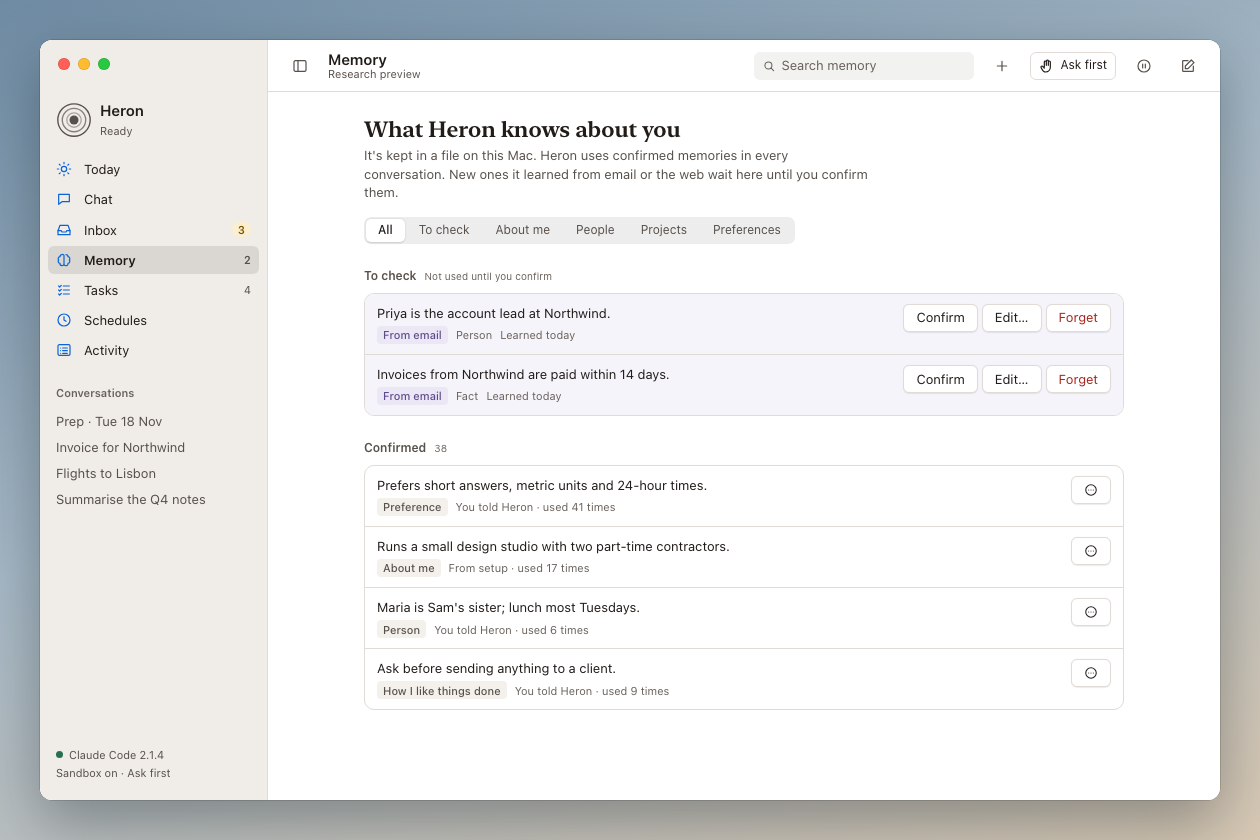 Heron
Ready
Today
Chat
Inbox 3
Memory 2
Tasks 4
Schedules
Activity
Conversations
Prep · Tue 18 Nov
Invoice for Northwind
Flights to Lisbon
Summarise the Q4 notes
Claude Code 2.1.4
Sandbox on · Ask first
Memory
Research preview
Search memory
Ask first
What Heron knows about you
It's kept in a file on this Mac. Heron uses confirmed memories in every
conversation. New ones it learned from email or the web wait here until you confirm
them.
All To check About me People Projects Preferences
To check Not used until you confirm
Priya is the account lead at Northwind.
From email Person Learned today
Confirm Edit... Forget
Invoices from Northwind are paid within 14 days.
From email Fact Learned today
Confirm Edit... Forget
Confirmed 38
Prefers short answers, metric units and 24-hour times.
Preference You told Heron · used 41 times
Runs a small design studio with two part-time contractors.
About me From setup · used 17 times
Maria is Sam's sister; lunch most Tuesdays.
Person You told Heron · used 6 times
Ask before sending anything to a client.
How I like things done You told Heron · used 9 times